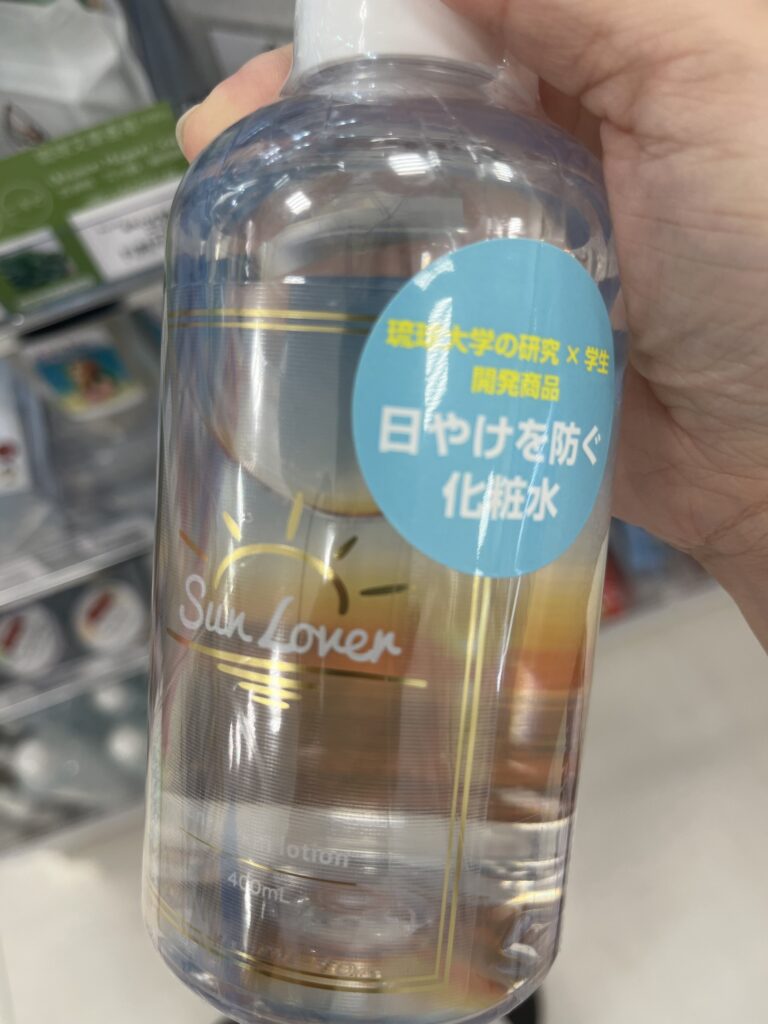 琉球大学の研究 × 学生
開発商品
日やけを防ぐ
化粧水
Sun Lover
lotion
400mL